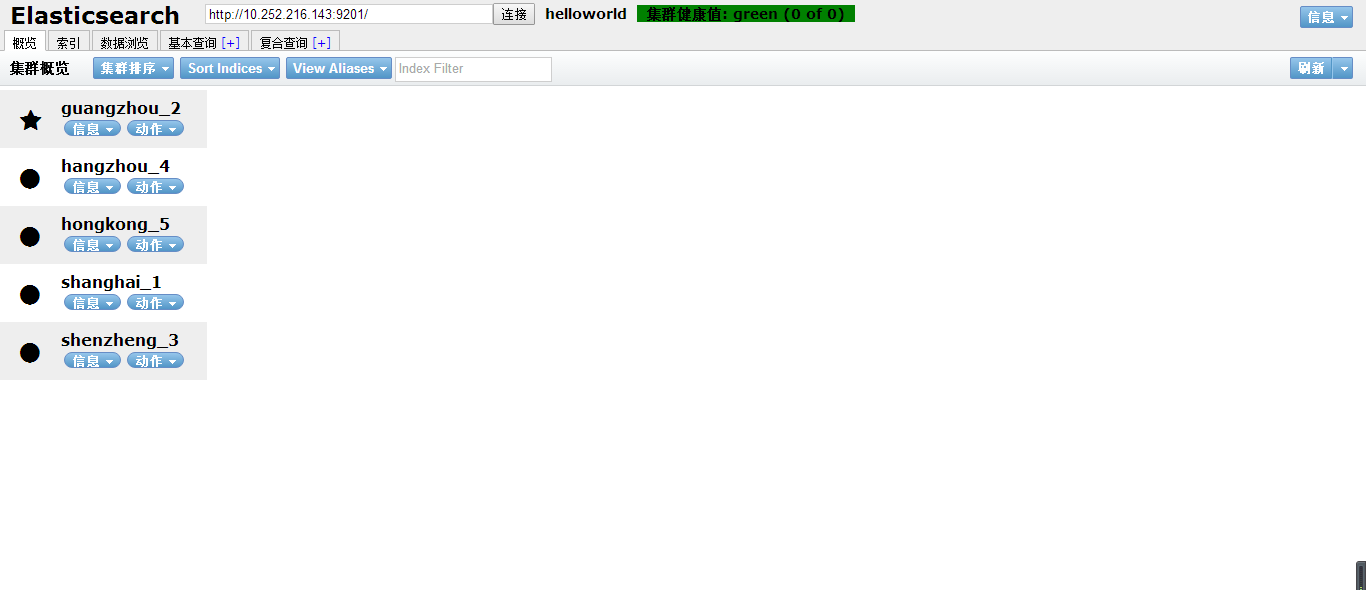 Elasticsearch http://10.252.216.143:9201/ 连接 helloworld 集群健康值: green (0 of 0) 信息
概览 索引 数据浏览 基本查询 [+] 复合查询 [+]
集群概览 集群排序 Sort Indices View Aliases Index Filter 刷新
guangzhou_2
信息 动作
hangzhou_4
信息 动作
hongkong_5
信息 动作
shanghai_1
信息 动作
shenzheng_3
信息 动作